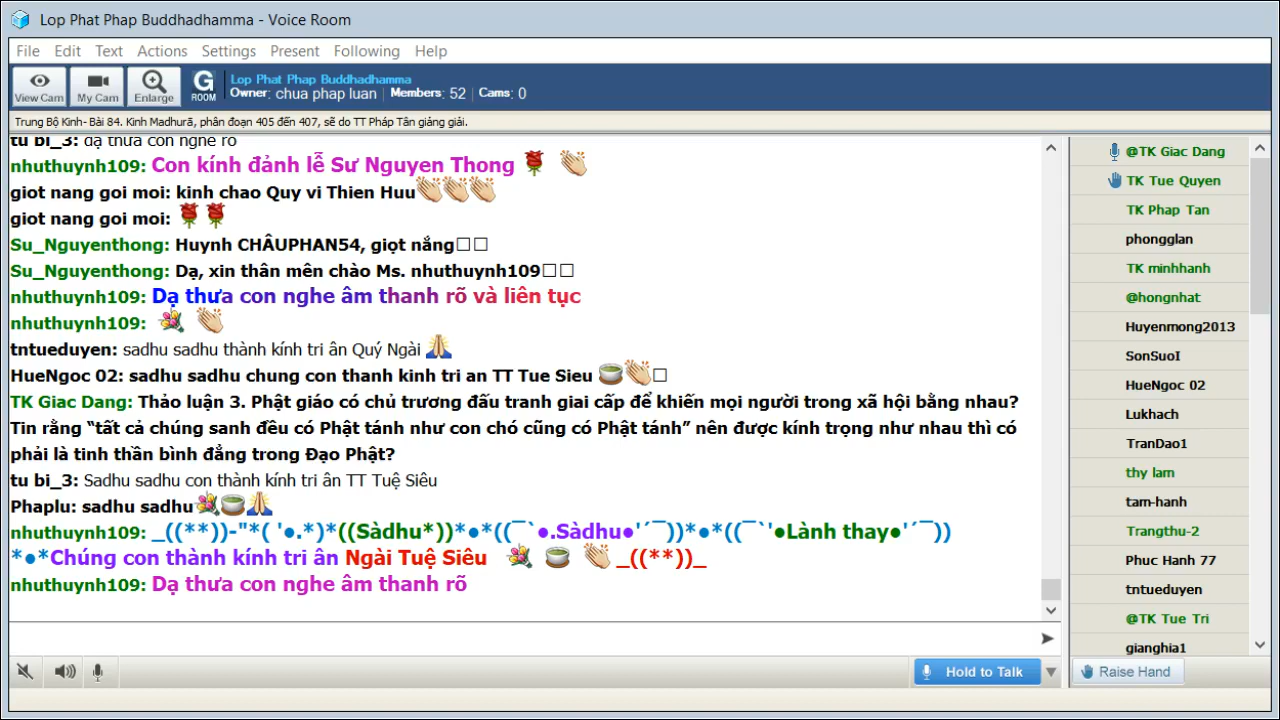 Lop Phat Phap Buddhadhamma - Voice Room
File Edit Text Actions Settings Present Following Help
View Cam My Cam Enlarge G ROOM
Lop Phat Phap Buddhadhamma
Owner: chua phap luan Members: 52 Cams: 0
Trung Bộ Kinh- Bài 84. Kinh Madhurā, phân đoạn 405 đến 407, sẽ do TT Pháp Tân giảng giải.
tu bi_3: dạ thưa con nghe rõ
nhuthuynh109: Con kính đảnh lễ Sư Nguyen Thong
giot nang goi moi: kinh chao Quy vi Thien Huu
giot nang goi moi:
Su_Nguyenthong: Huynh CHÂUPHAN54, giọt nắng
Su_Nguyenthong: Dạ, xin thân mên chào Ms. nhuthuynh109
nhuthuynh109: Dạ thưa con nghe âm thanh rõ và liên tục
nhuthuynh109:
tntueduyen: sadhu sadhu thành kính tri ân Quý Ngài
HueNgoc 02: sadhu sadhu chung con thanh kinh tri an TT Tue Sieu
TK Giac Dang: Thảo luận 3. Phật giáo có chủ trương đấu tranh giai cấp để khiến mọi người trong xã hội bằng nhau?
Tin rằng “tất cả chúng sanh đều có Phật tánh như con chó cũng có Phật tánh” nên được kính trọng như nhau thì có
phải là tinh thần bình đẳng trong Đạo Phật?
tu bi_3: Sadhu sadhu con thành kính tri ân TT Tuệ Siêu
Phaplu: sadhu sadhu
nhuthuynh109: _((**))-"*( '●.*)*((Sàdhu*))*●*((¯`●.Sàdhu●'´¯))*●*((¯`'●Lành thay●'´¯))
*●*Chúng con thành kính tri ân Ngài Tuệ Siêu _((**))_
nhuthuynh109: Dạ thưa con nghe âm thanh rõ
@TK Giac Dang
TK Tue Quyen
TK Phap Tan
phongglan
TK minhhanh
@hongnhat
Huyenmong2013
SonSuoI
HueNgoc 02
Lukhach
TranDao1
thy lam
tam-hanh
Trangthu-2
Phuc Hanh 77
tntueduyen
@TK Tue Tri
gianghia1
Hold to Talk
Raise Hand